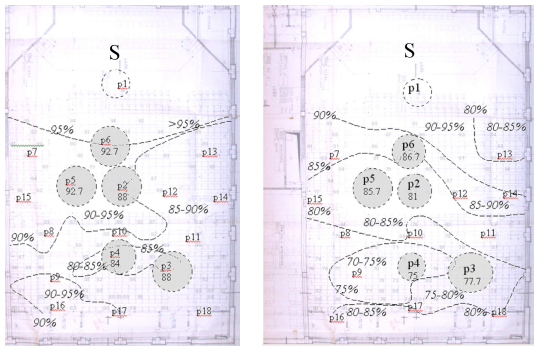 S
p1
95%
>95%
p6
92.7
p7
p13
p5
92.7
p2
88
p12
p14
p15
90-95%
85-90%
p8
p10
p11
90%
85%
p4
84
80-85%
p3
88
p9
90-95%
p16
p17
p18
90%
S
p1
90%
80%
90-95%
80-85%
p6
86.7
p7
p13
85%
p5
85.7
p2
81
p12
p14
p15
85-90%
80%
80-85%
p8
p10
p11
70-75%
p9
p4
75
p3
77.7
75%
75-80%
p16
80-85%
p17
80%
p18